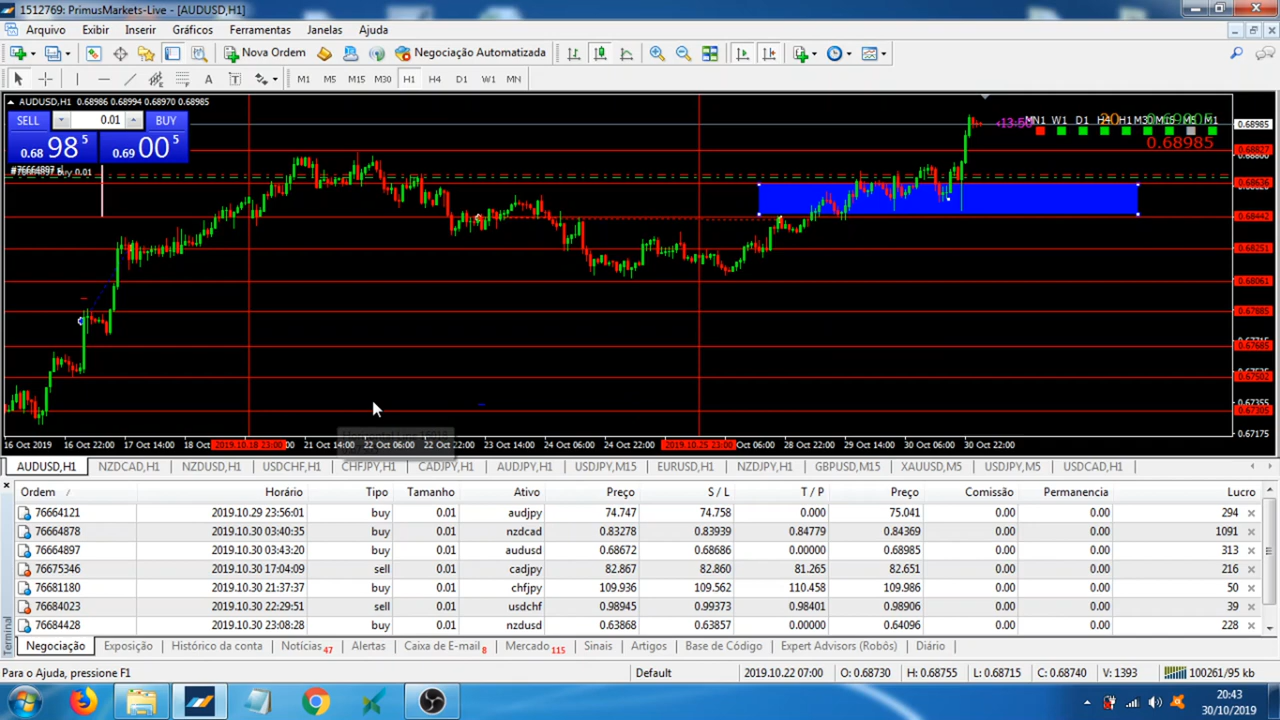 1512769: PrimusMarkets-Live - [AUDUSD,H1]
Arquivo Exibir Inserir Gráficos Ferramentas Janelas Ajuda
Nova Ordem Negociação Automatizada
A T M1 M5 M15 M30 H1 H4 D1 W1 MN
AUDUSD,H1 0.68986 0.68994 0.68970 0.68985
SELL 0.01 BUY
0.68 98 5 0.69 00 5
#76664897 buy 0.01
<13:50
MN1 W1 D1 H4 H1 M30 M15 M5 M1
0.68985
0.68985
0.68827
0.68800
0.68636
0.68442
0.68251
0.68061
0.67885
0.67685
0.67535
0.67502
0.67355
0.67305
0.67175
16 Oct 2019 16 Oct 22:00 17 Oct 14:00 18 Oct 2019.10.18 23:00 21 Oct 14:00 22 Oct 06:00 22 Oct 22:00 23 Oct 14:00 24 Oct 06:00 24 Oct 22:00 2019.10.25 23:00 Oct 06:00 28 Oct 22:00 29 Oct 14:00 30 Oct 06:00 30 Oct 22:00
AUDUSD,H1 NZDCAD,H1 NZDUSD,H1 USDCHF,H1 CHFJPY,H1 CADJPY,H1 AUDJPY,H1 USDJPY,M15 EURUSD,H1 NZDJPY,H1 GBPUSD,M15 XAUUSD,M5 USDJPY,M5 USDCAD,H1
Ordem / Horário Tipo Tamanho Ativo Preço S / L T / P Preço Comissão Permanencia Lucro
76664121 2019.10.29 23:56:01 buy 0.01 audjpy 74.747 74.758 0.000 75.041 0.00 0.00 294
76664878 2019.10.30 03:40:35 buy 0.01 nzdcad 0.83278 0.83939 0.84779 0.84369 0.00 0.00 1091
76664897 2019.10.30 03:43:20 buy 0.01 audusd 0.68672 0.68686 0.00000 0.68985 0.00 0.00 313
76675346 2019.10.30 17:04:09 sell 0.01 cadjpy 82.867 82.860 81.265 82.651 0.00 0.00 216
76681180 2019.10.30 21:37:37 buy 0.01 chfjpy 109.936 109.562 110.458 109.986 0.00 0.00 50
76684023 2019.10.30 22:29:51 sell 0.01 usdchf 0.98945 0.99373 0.98401 0.98906 0.00 0.00 39
76684428 2019.10.30 23:08:28 buy 0.01 nzdusd 0.63868 0.63857 0.00000 0.64096 0.00 0.00 228
Terminal
Negociação Exposição Histórico da conta Notícias 47 Alertas Caixa de E-mail 8 Mercado 115 Sinais Artigos Base de Código Expert Advisors (Robôs) Diário
Para o Ajuda, pressione F1 Default 2019.10.22 07:00 O: 0.68730 H: 0.68755 L: 0.68715 C: 0.68740 V: 1393 100261/95 kb
20:43
30/10/2019